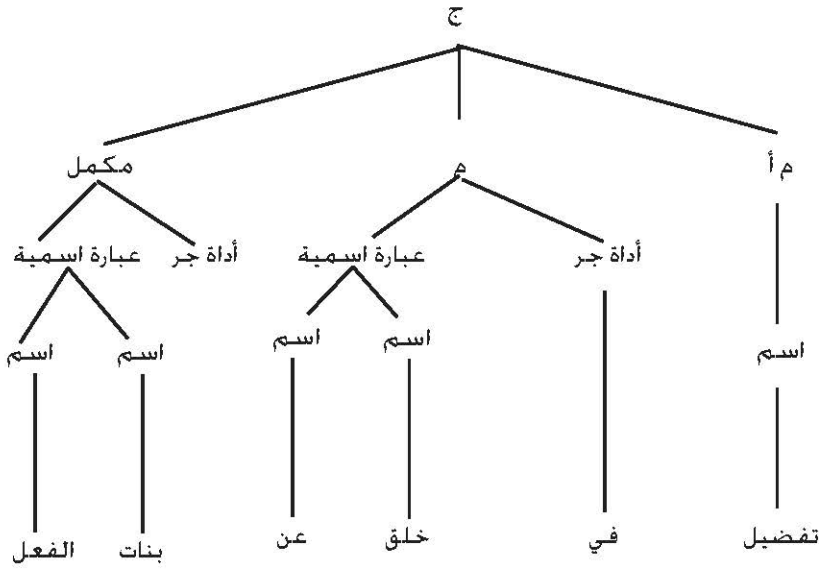 ج
م أ م مكمل
أداة جر عبارة اسمية أداة جر عبارة اسمية
اسم اسم اسم اسم اسم
تفضيل في خلق عن بنات الفعل